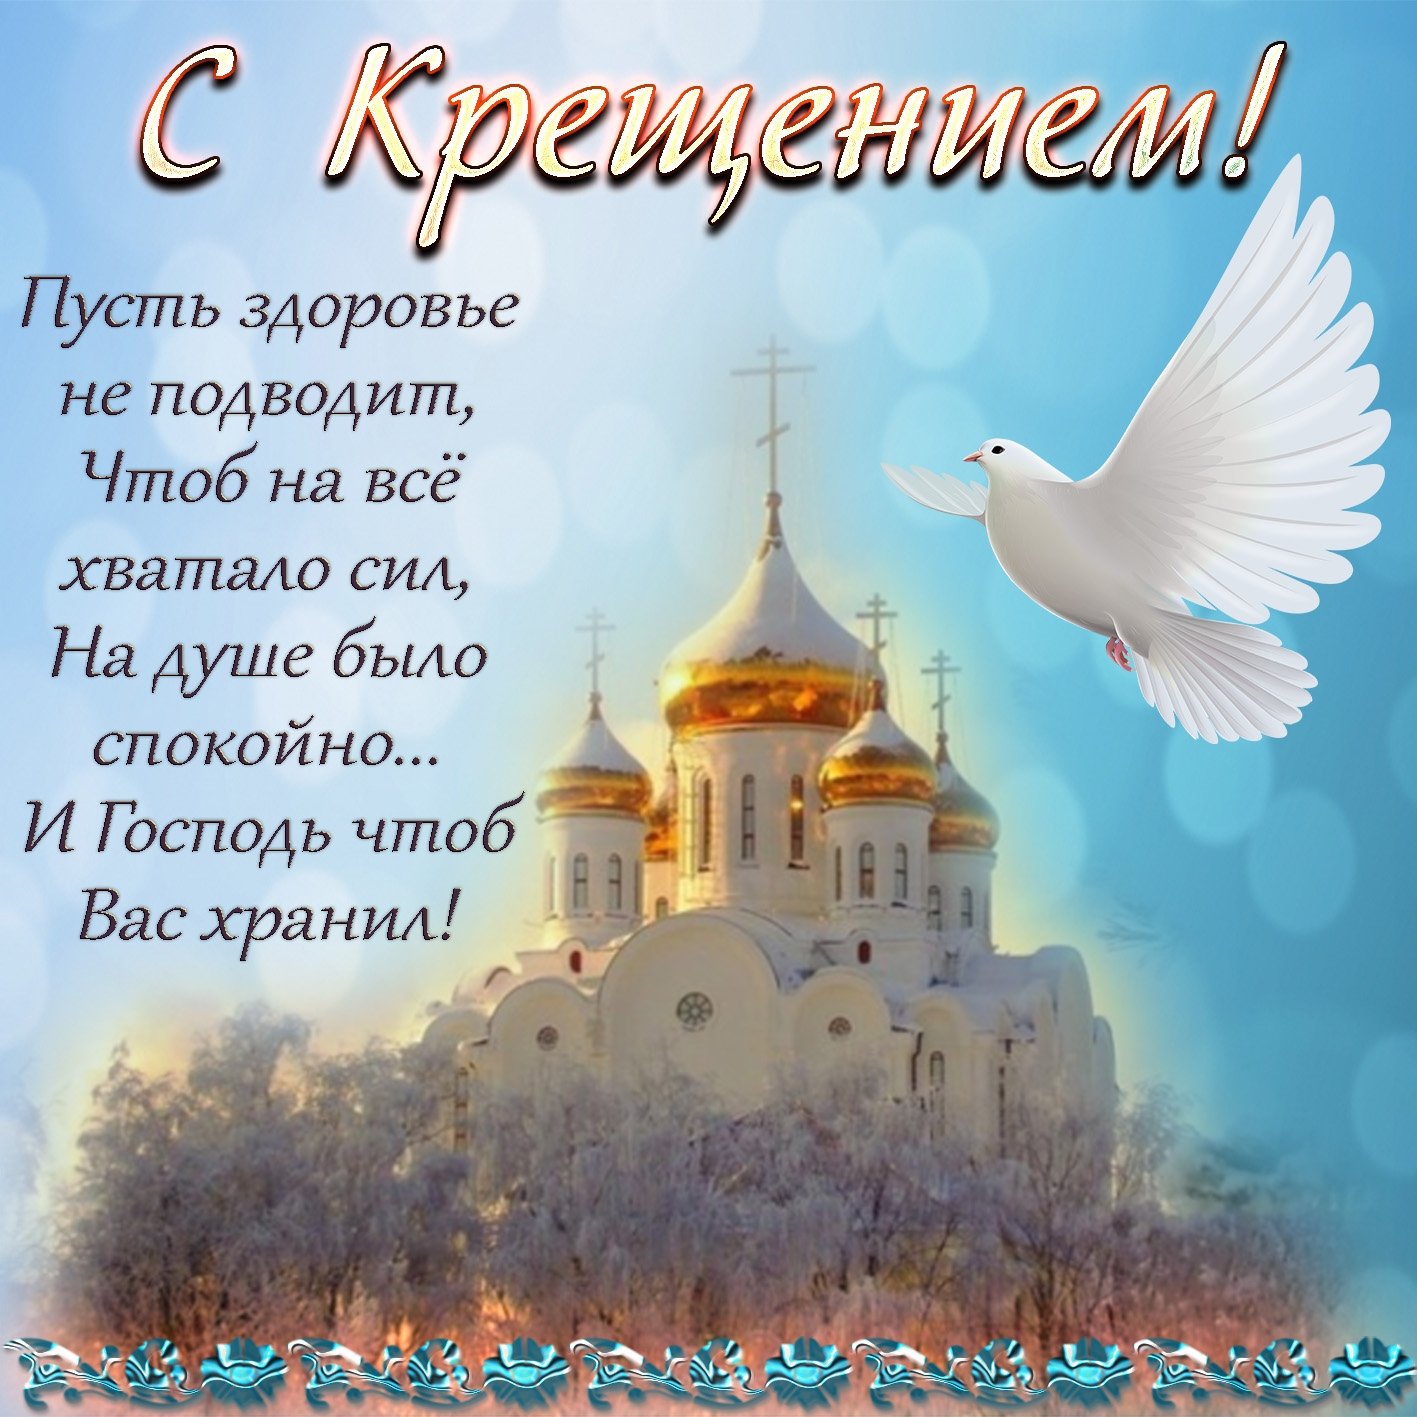 С Крещением!
Пусть здоровье
не подводит,
Чтоб на всё
хватало сил,
На душе было
спокойно...
И Господь чтоб
Вас хранил!